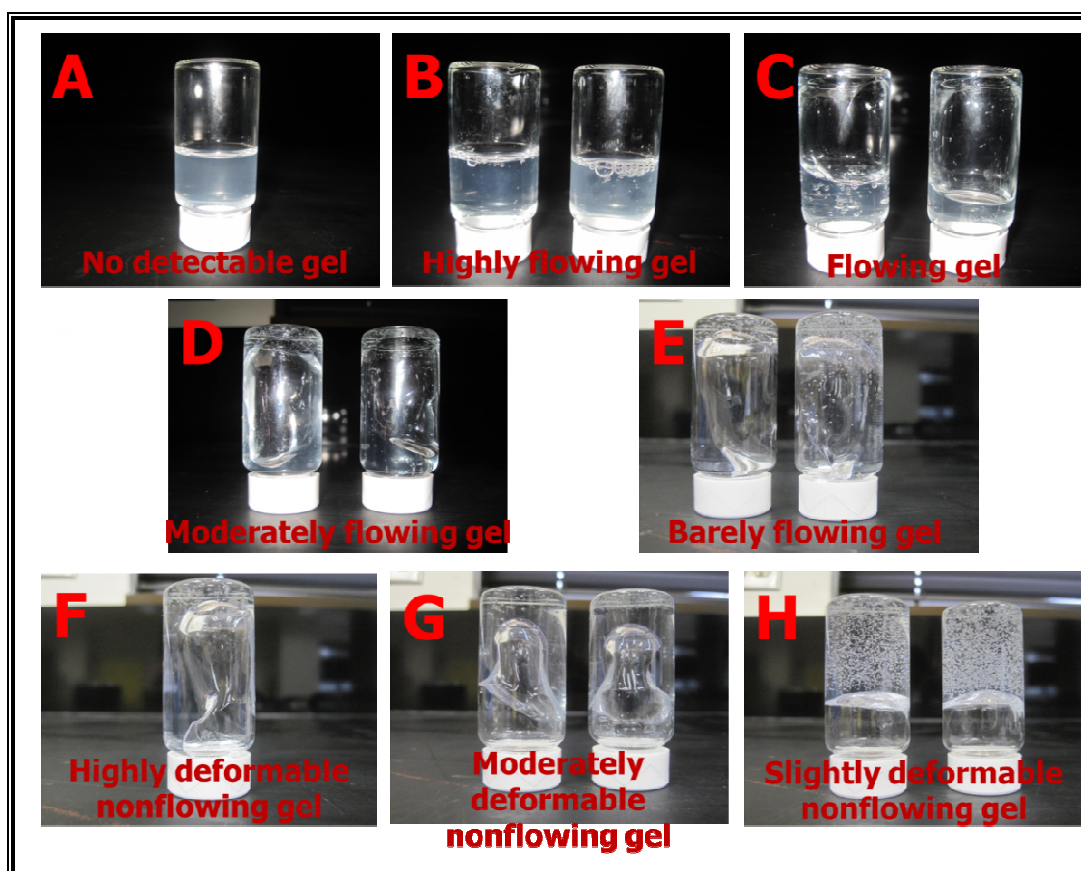 A
No detectable gel
B
Highly flowing gel
C
Flowing gel
D
Moderately flowing gel
E
Barely flowing gel
F
Highly deformable
nonflowing gel
G
Moderately
deformable
nonflowing gel
H
Slightly deformable
nonflowing gel